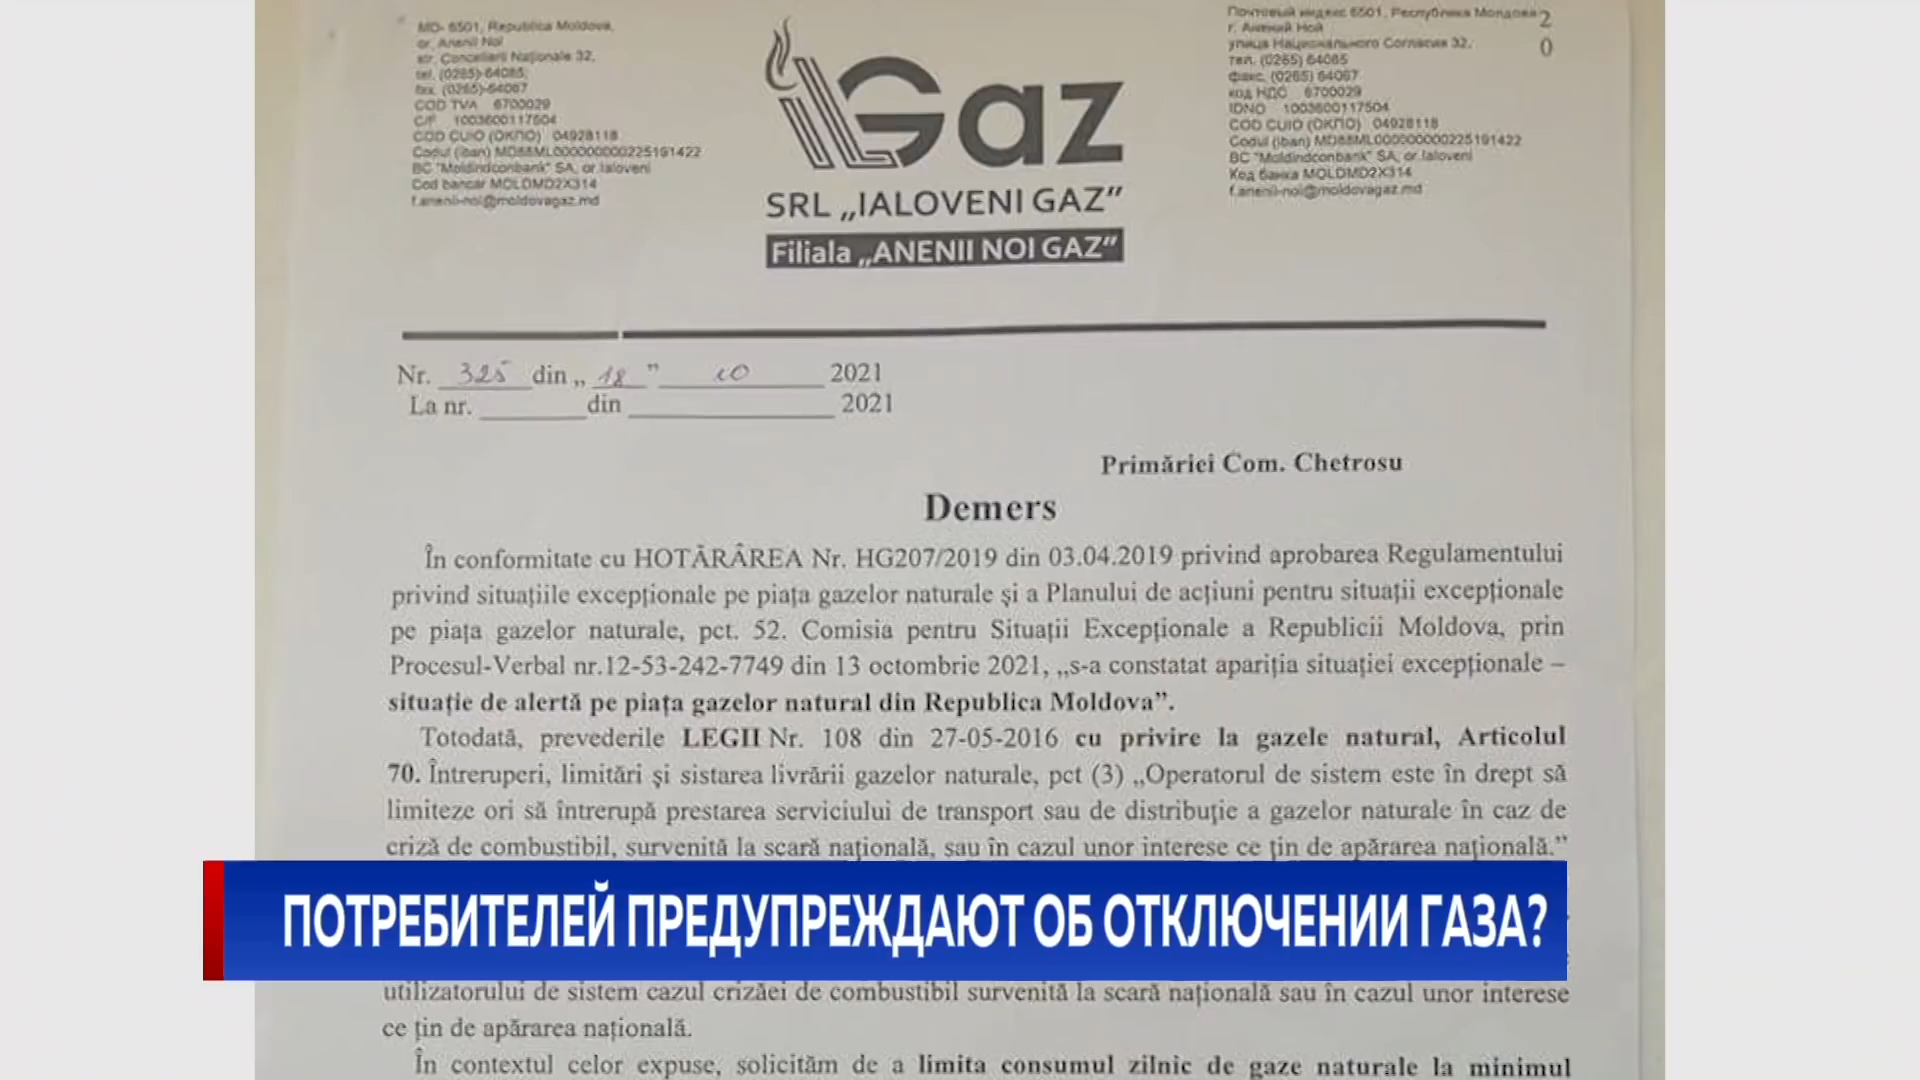 MD- 6501, Republica Moldova,
or. Anenii Noi
str. Concilierii Naționale 32,
tel. (0265)-64085;
fax. (0265)-64067
COD TVA 6700029
C/F 1003600117504
COD CUIO (ОКПО) 04928118
Codul (iban) MD88ML000000000225191422
BC "Moldindconbank" SA, or.Ialoveni
Cod bancar MOLDMD2X314
f.anenii-noi@moldovagaz.md
Gaz
SRL „IALOVENI GAZ”
Filiala „ANENII NOI GAZ”
Почтовый индекс 6501, Республика Молдова
г. Анений Ной
улица Национального Согласия 32,
тел. (0265) 64085
факс. (0265) 64067
код НДС 6700029
IDNO 1003600117504
COD CUIO (ОКПО) 04928118
Codul (iban) MD88ML000000000225191422
BC "Moldindconbank" SA, or.Ialoveni
Код банка MOLDMD2X314
f.anenii-noi@moldovagaz.md
2
0
Nr. 325 din „ 18 ” 10 2021
La nr. din 2021
Primăriei Com. Chetrosu
Demers
În conformitate cu HOTĂRÂREA Nr. HG207/2019 din 03.04.2019 privind aprobarea Regulamentului
privind situațiile excepționale pe piața gazelor naturale și a Planului de acțiuni pentru situații excepționale
pe piața gazelor naturale, pct. 52. Comisia pentru Situații Excepționale a Republicii Moldova, prin
Procesul-Verbal nr.12-53-242-7749 din 13 octombrie 2021, „s-a constatat apariția situației excepționale –
situație de alertă pe piața gazelor natural din Republica Moldova”.
Totodată, prevederile LEGII Nr. 108 din 27-05-2016 cu privire la gazele natural, Articolul
70. Întreruperi, limitări și sistarea livrării gazelor naturale, pct (3) „Operatorul de sistem este în drept să
limiteze ori să întrerupă prestarea serviciului de transport sau de distribuție a gazelor naturale în caz de
criză de combustibil, survenită la scară națională, sau în cazul unor interese ce țin de apărarea națională.”
ПОТРЕБИТЕЛЕЙ ПРЕДУПРЕЖДАЮТ ОБ ОТКЛЮЧЕНИИ ГАЗА?
utilizatorului de sistem cazul crizăei de combustibil survenită la scară națională sau în cazul unor interese
ce țin de apărarea națională.
În contextul celor expuse, solicităm de a limita consumul zilnic de gaze naturale la minimul